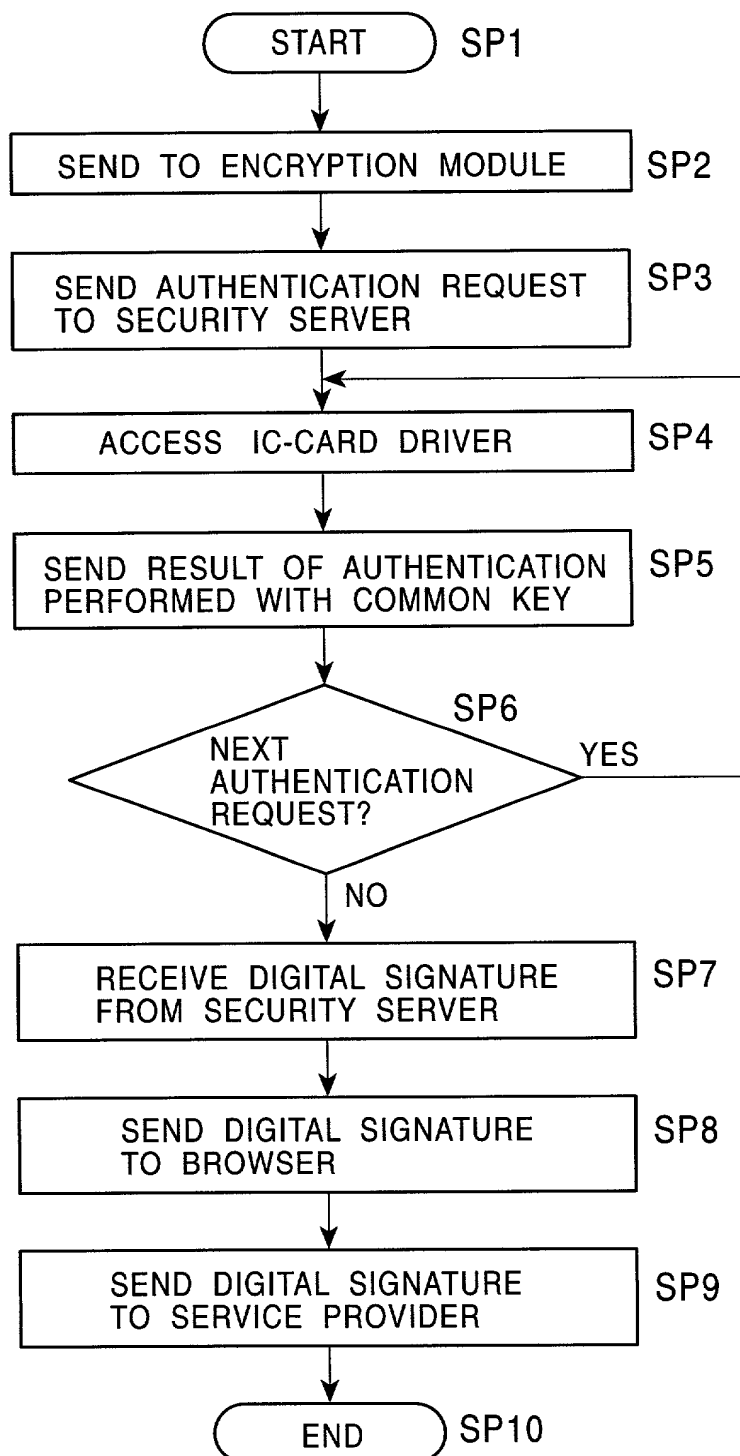 START SP1
SEND TO ENCRYPTION MODULE SP2
SEND AUTHENTICATION REQUEST SP3
TO SECURITY SERVER
ACCESS IC-CARD DRIVER SP4
SEND RESULT OF AUTHENTICATION SP5
PERFORMED WITH COMMON KEY
SP6
NEXT
AUTHENTICATION
REQUEST?
YES
NO
RECEIVE DIGITAL SIGNATURE SP7
FROM SECURITY SERVER
SEND DIGITAL SIGNATURE SP8
TO BROWSER
SEND DIGITAL SIGNATURE SP9
TO SERVICE PROVIDER
END SP10